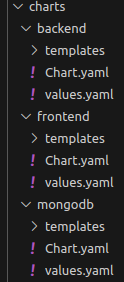 charts
backend
templates
! Chart.yaml
! values.yaml
frontend
templates
! Chart.yaml
! values.yaml
mongodb
templates
! Chart.yaml
! values.yaml